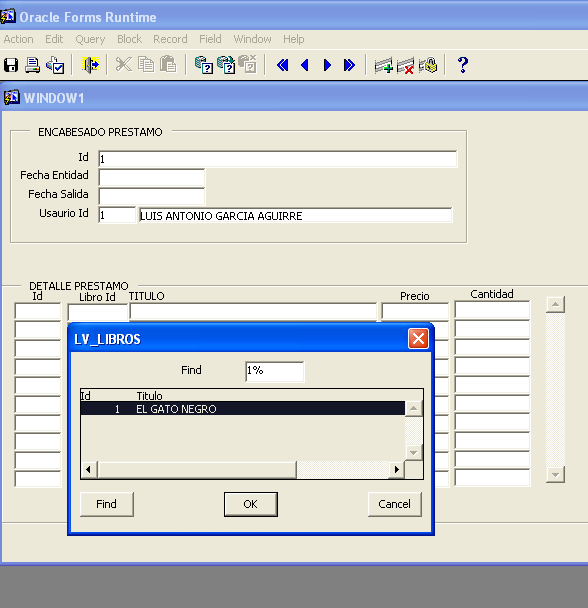 Oracle Forms Runtime
Action Edit Query Block Record Field Window Help
WINDOW1
ENCABESADO PRESTAMO
Id 1
Fecha Entidad
Fecha Salida
Usaurio Id 1 LUIS ANTONIO GARCIA AGUIRRE
DETALLE PRESTAMO
Id Libro Id TITULO Precio Cantidad
LV_LIBROS
Find 1%
Id Titulo
1 EL GATO NEGRO
Find OK Cancel